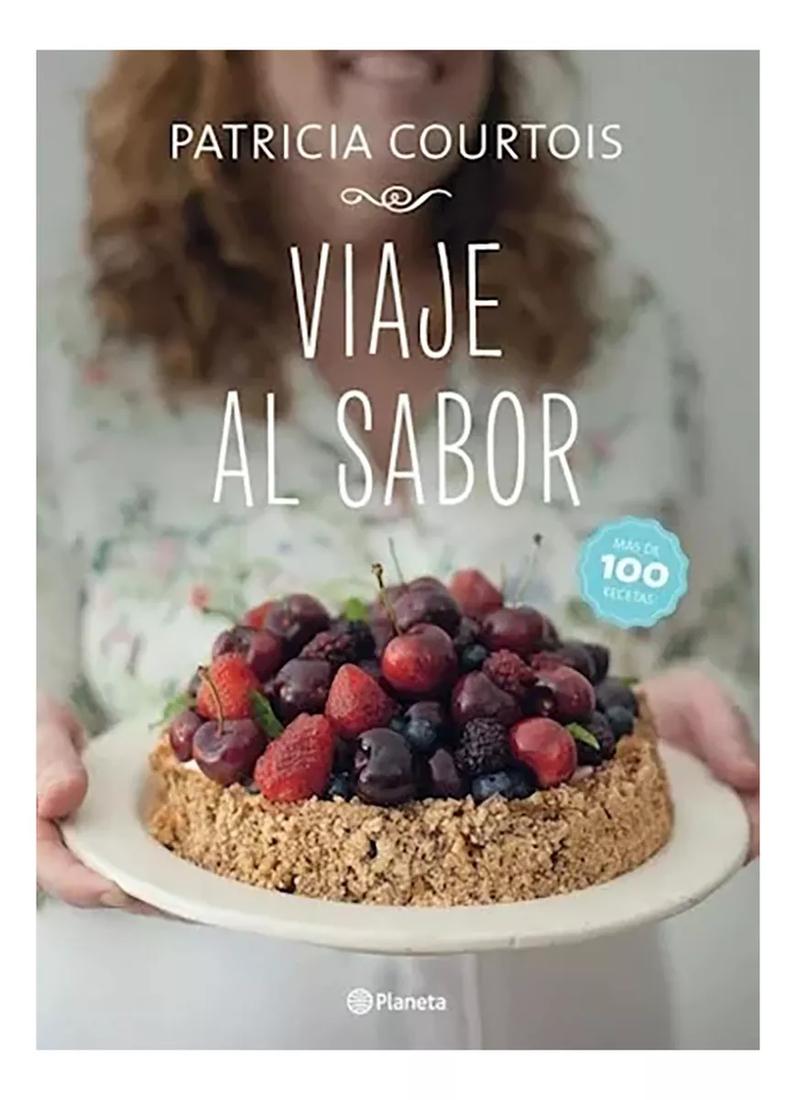 PATRICIA COURTOIS
VIAJE
AL SABOR
MÁS DE
100
RECETAS
Planeta